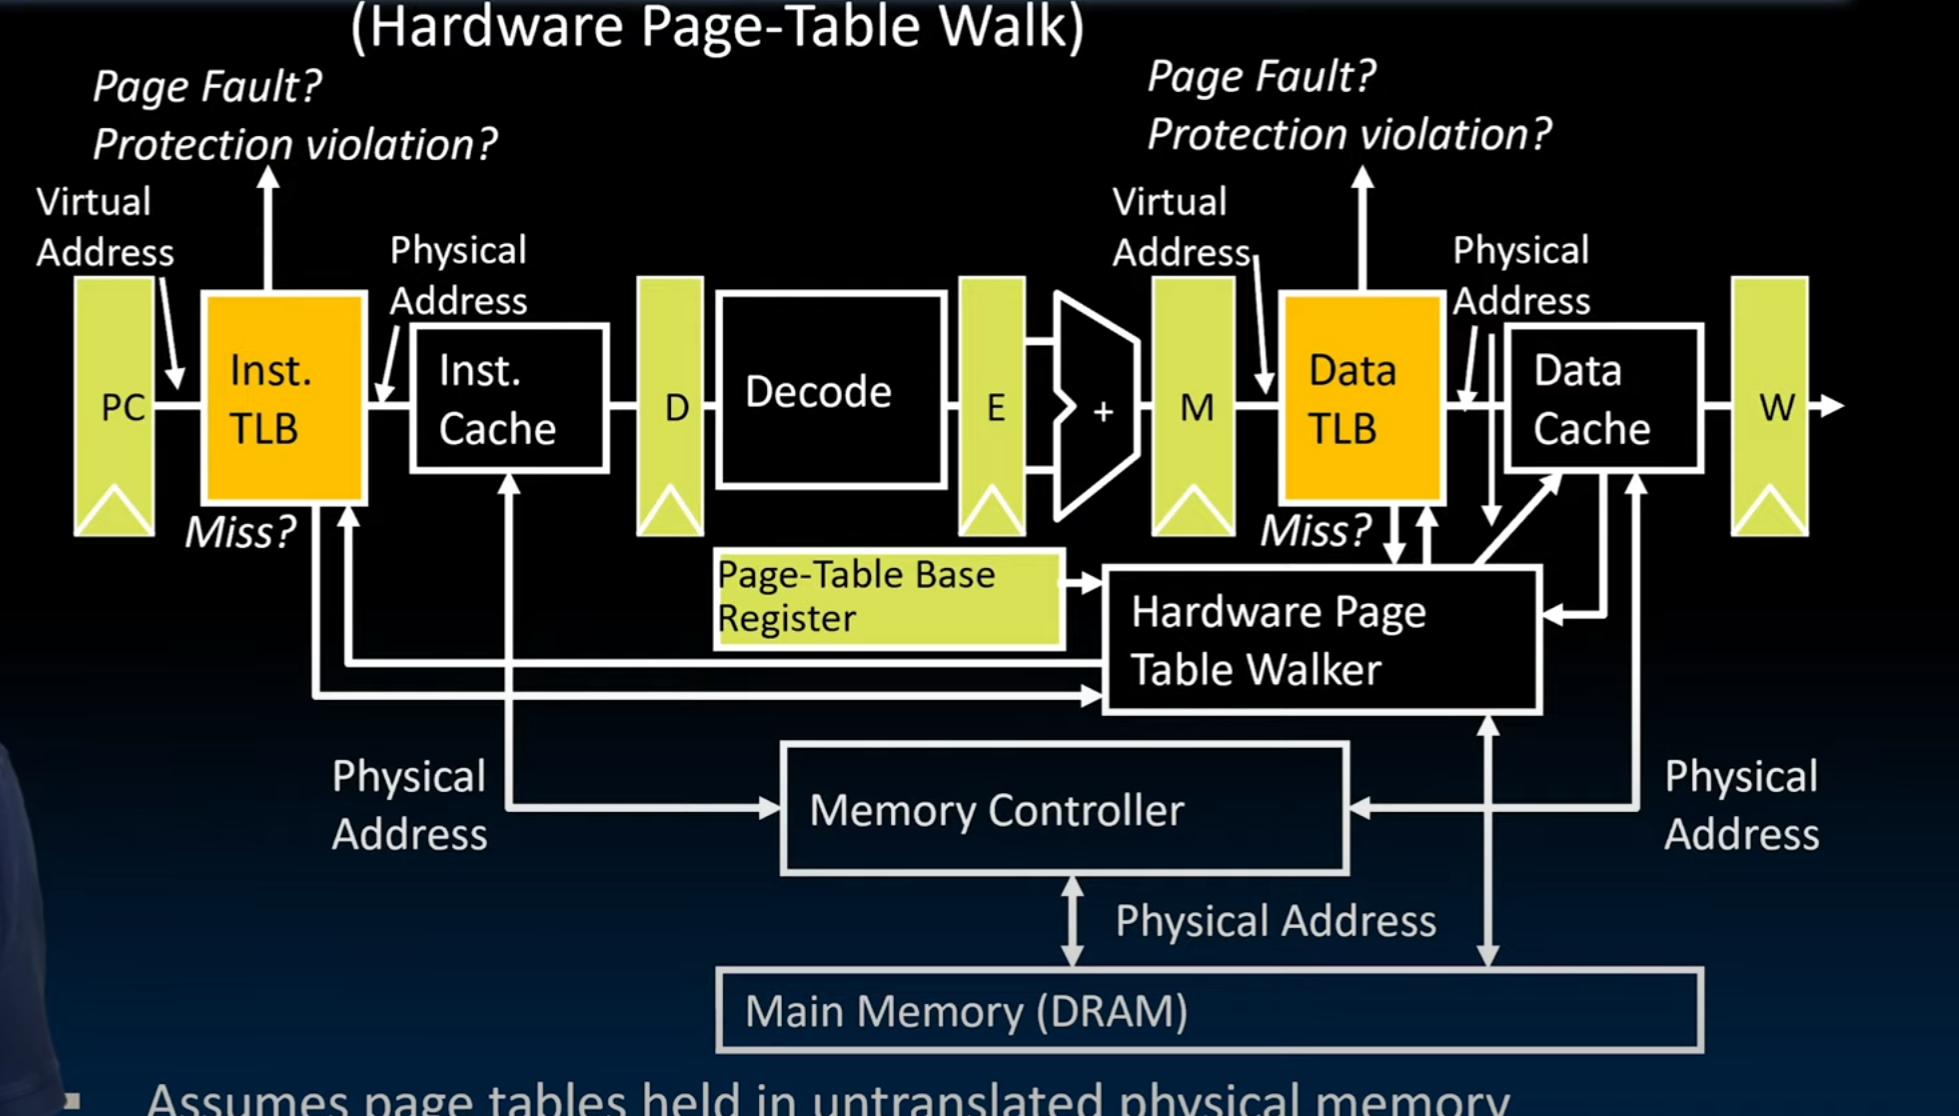 (Hardware Page-Table Walk)
Page Fault?
Protection violation?
Page Fault?
Protection violation?
Virtual
Address
Physical
Address
Virtual
Address
Physical
Address
PC
Inst.
TLB
Inst.
Cache
D
Decode
E
+
M
Data
TLB
Data
Cache
W
Miss?
Miss?
Page-Table Base
Register
Hardware Page
Table Walker
Physical
Address
Memory Controller
Physical
Address
Physical Address
Main Memory (DRAM)
Assumes page tables held in untranslated physical memory